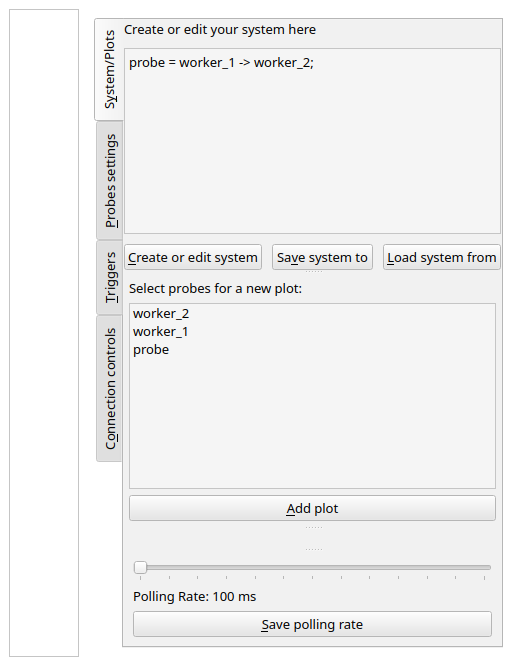 System/Plots
Probes settings
Triggers
Connection controls
Create or edit your system here
probe = worker_1 -> worker_2;
Create or edit system
Save system to
Load system from
Select probes for a new plot:
worker_2
worker_1
probe
Add plot
Polling Rate: 100 ms
Save polling rate